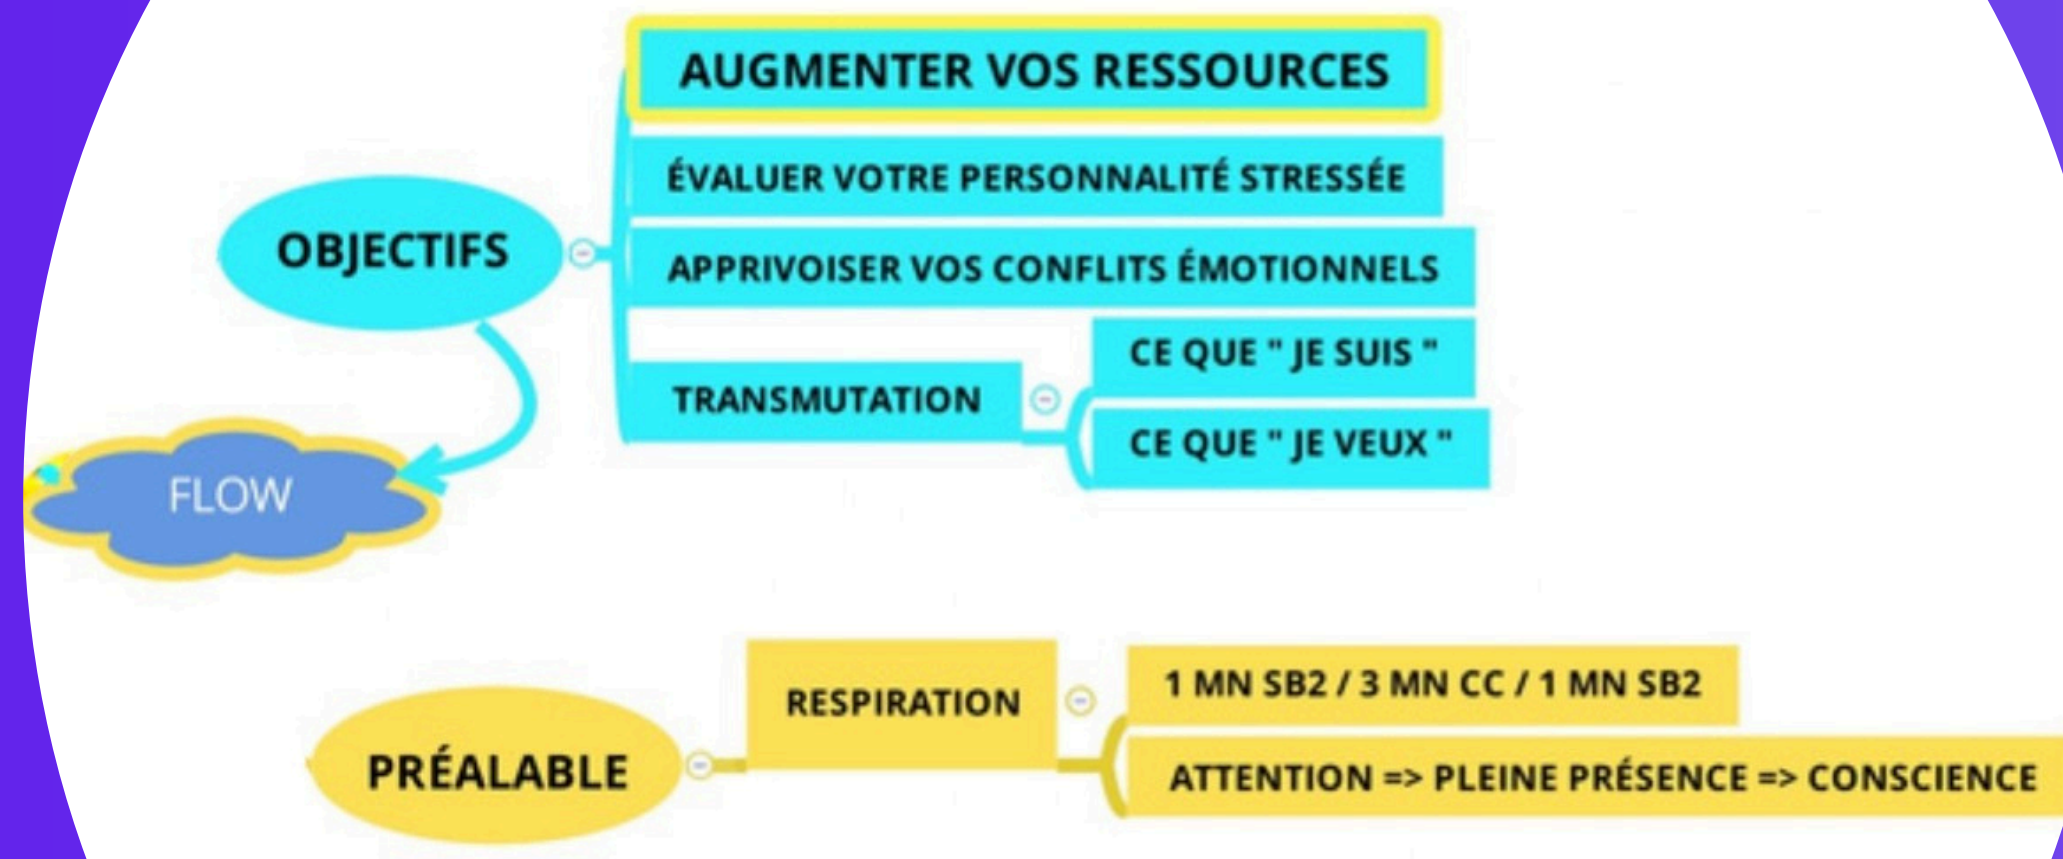 AUGMENTER VOS RESSOURCES
ÉVALUER VOTRE PERSONNALITÉ STRESSÉE
OBJECTIFS
APPRIVOISER VOS CONFLITS ÉMOTIONNELS
CE QUE " JE SUIS "
TRANSMUTATION
CE QUE " JE VEUX "
FLOW
1 MN SB2 / 3 MN CC / 1 MN SB2
RESPIRATION
PRÉALABLE
ATTENTION => PLEINE PRÉSENCE => CONSCIENCE